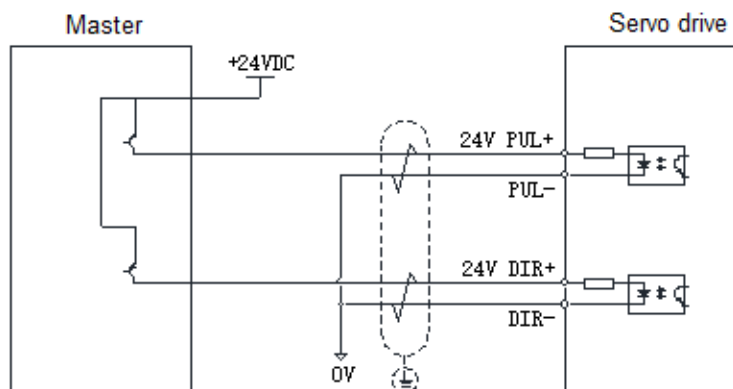 Master
Servo drive
+24VDC
24V PUL+
PUL-
24V DIR+
DIR-
0V